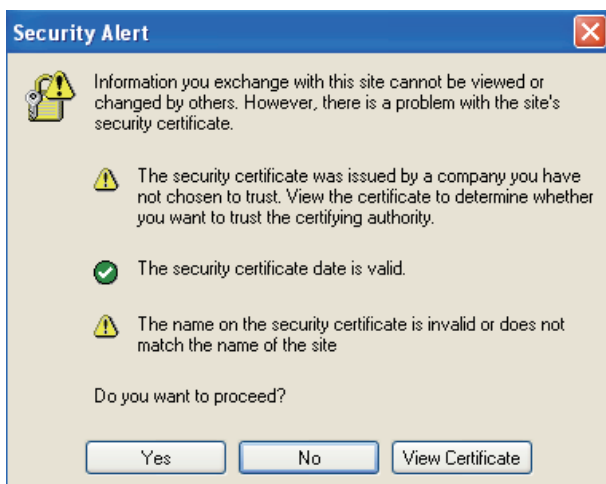 Security Alert
Information you exchange with this site cannot be viewed or
changed by others. However, there is a problem with the site's
security certificate.
The security certificate was issued by a company you have
not chosen to trust. View the certificate to determine whether
you want to trust the certifying authority.
The security certificate date is valid.
The name on the security certificate is invalid or does not
match the name of the site
Do you want to proceed?
Yes
No
View Certificate